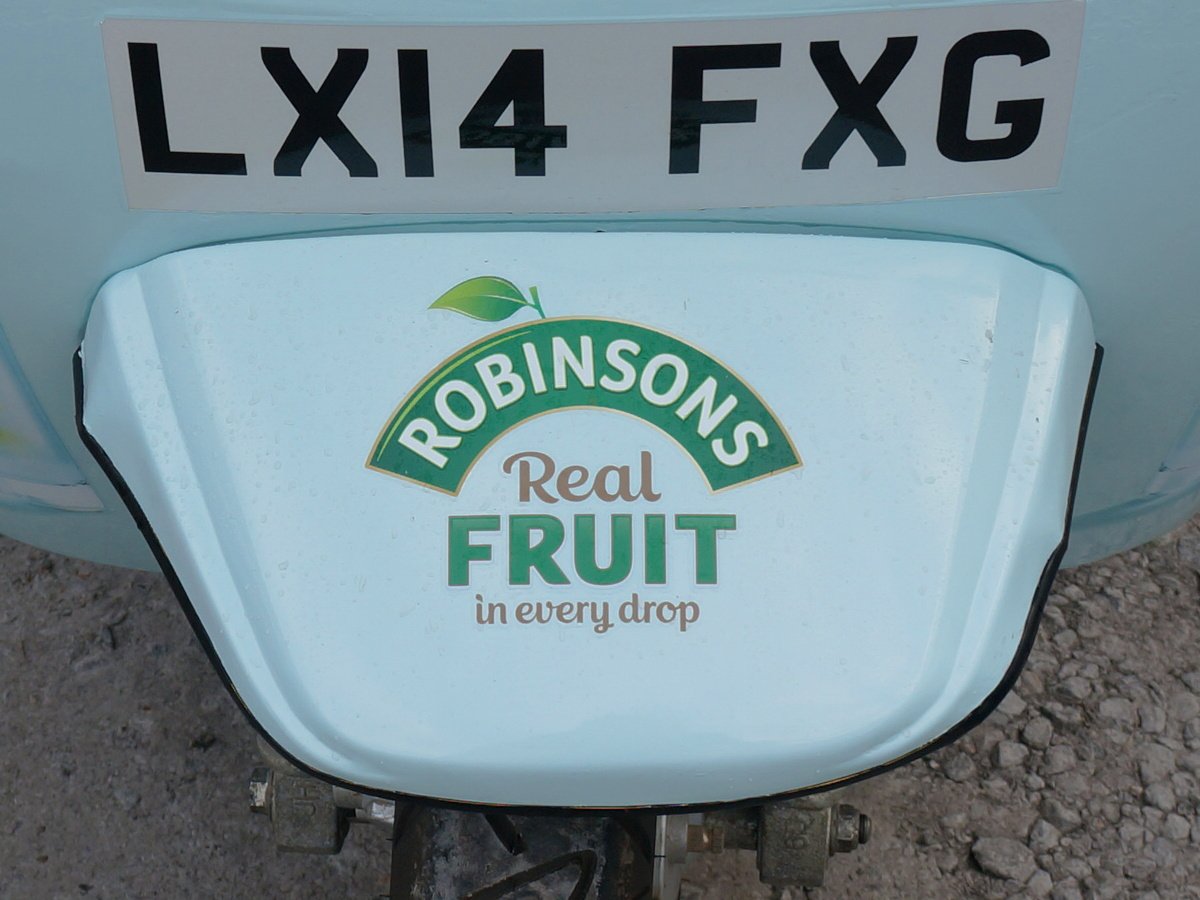 LX14 FXG
ROBINSONS
Real
FRUIT
in every drop